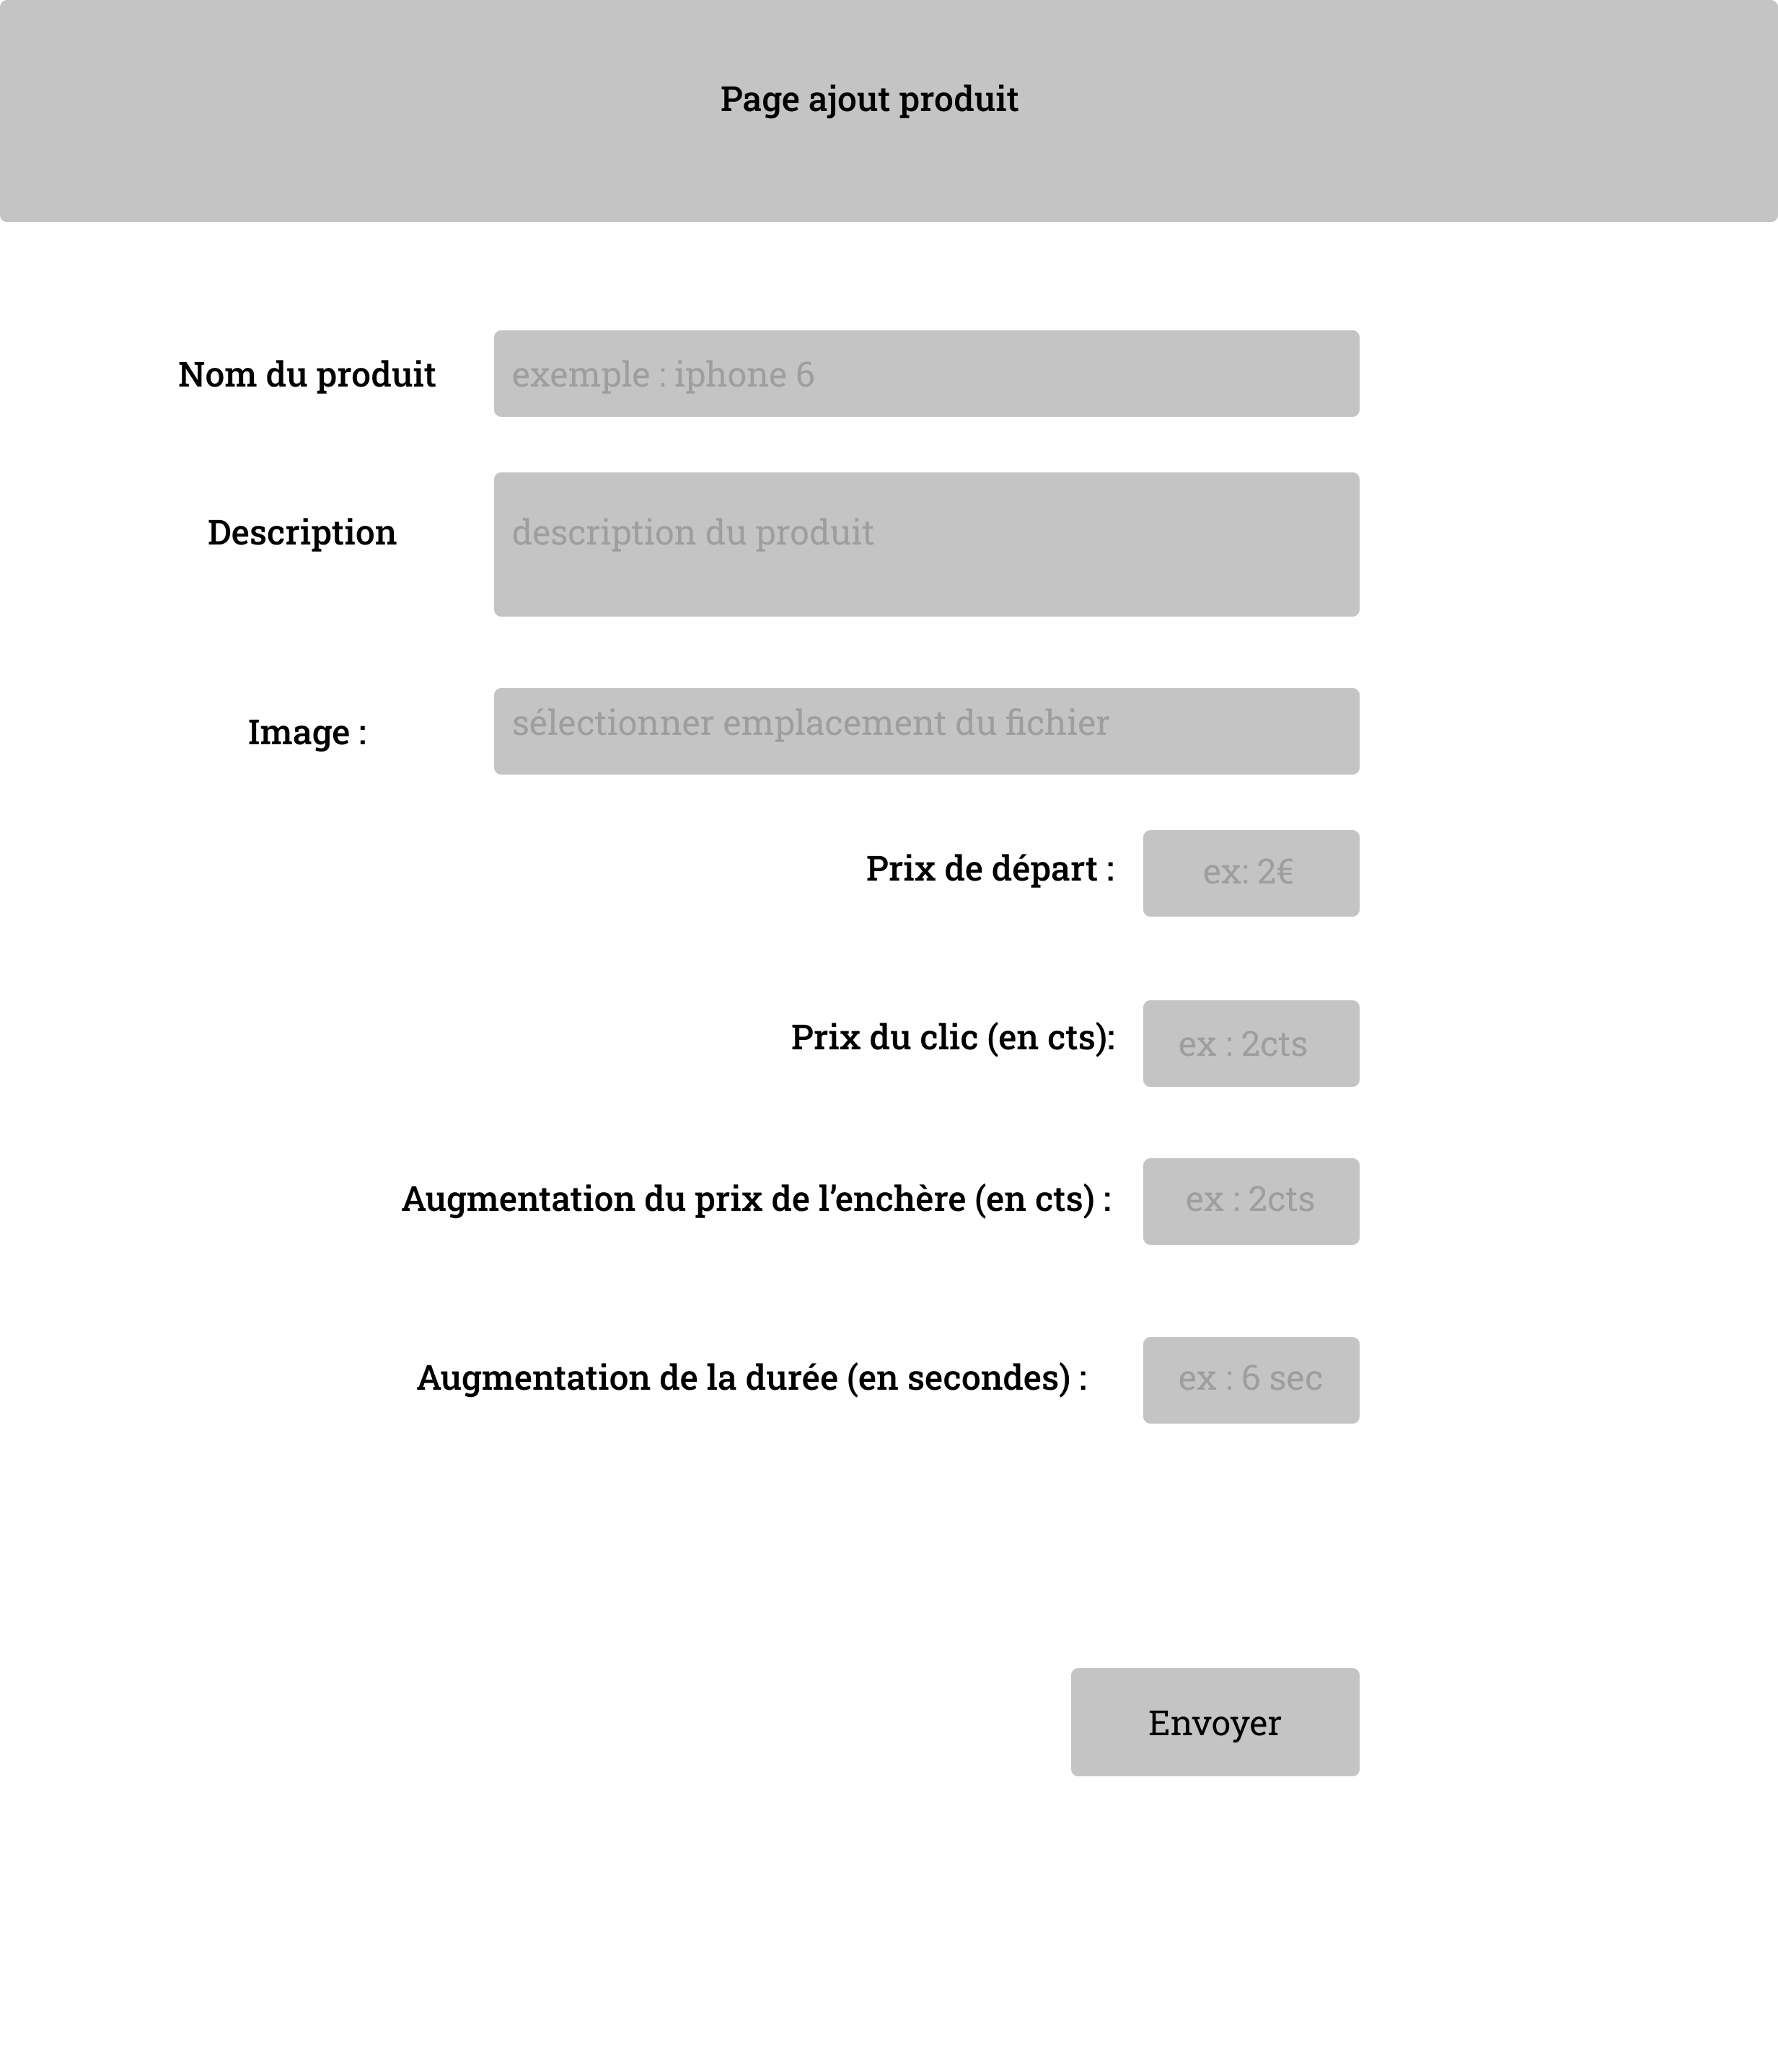 Page ajout produit
Nom du produit
exemple : iphone 6
Description
description du produit
Image :
sélectionner emplacement du fichier
Prix de départ :
ex: 2€
Prix du clic (en cts):
ex : 2cts
Augmentation du prix de l’enchère (en cts) :
ex : 2cts
Augmentation de la durée (en secondes) :
ex : 6 sec
Envoyer